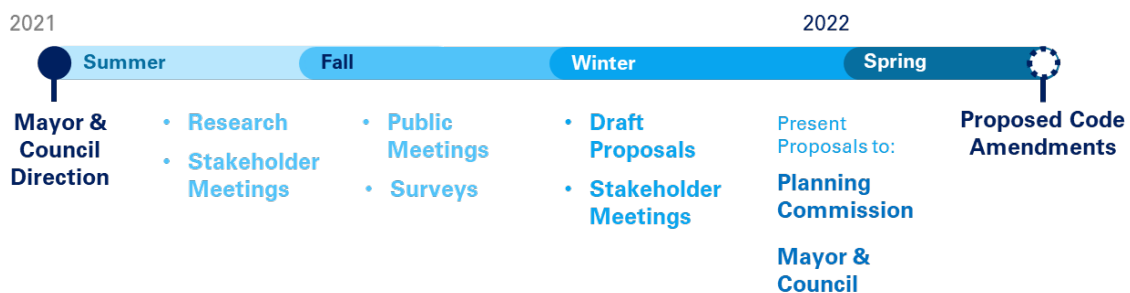 2021
2022
Summer
Fall
Winter
Spring
Mayor &
Council
Direction
• Research
• Stakeholder
Meetings
• Public
Meetings
• Surveys
• Draft
Proposals
• Stakeholder
Meetings
Present
Proposals to:
Planning
Commission
Mayor &
Council
Proposed Code
Amendments